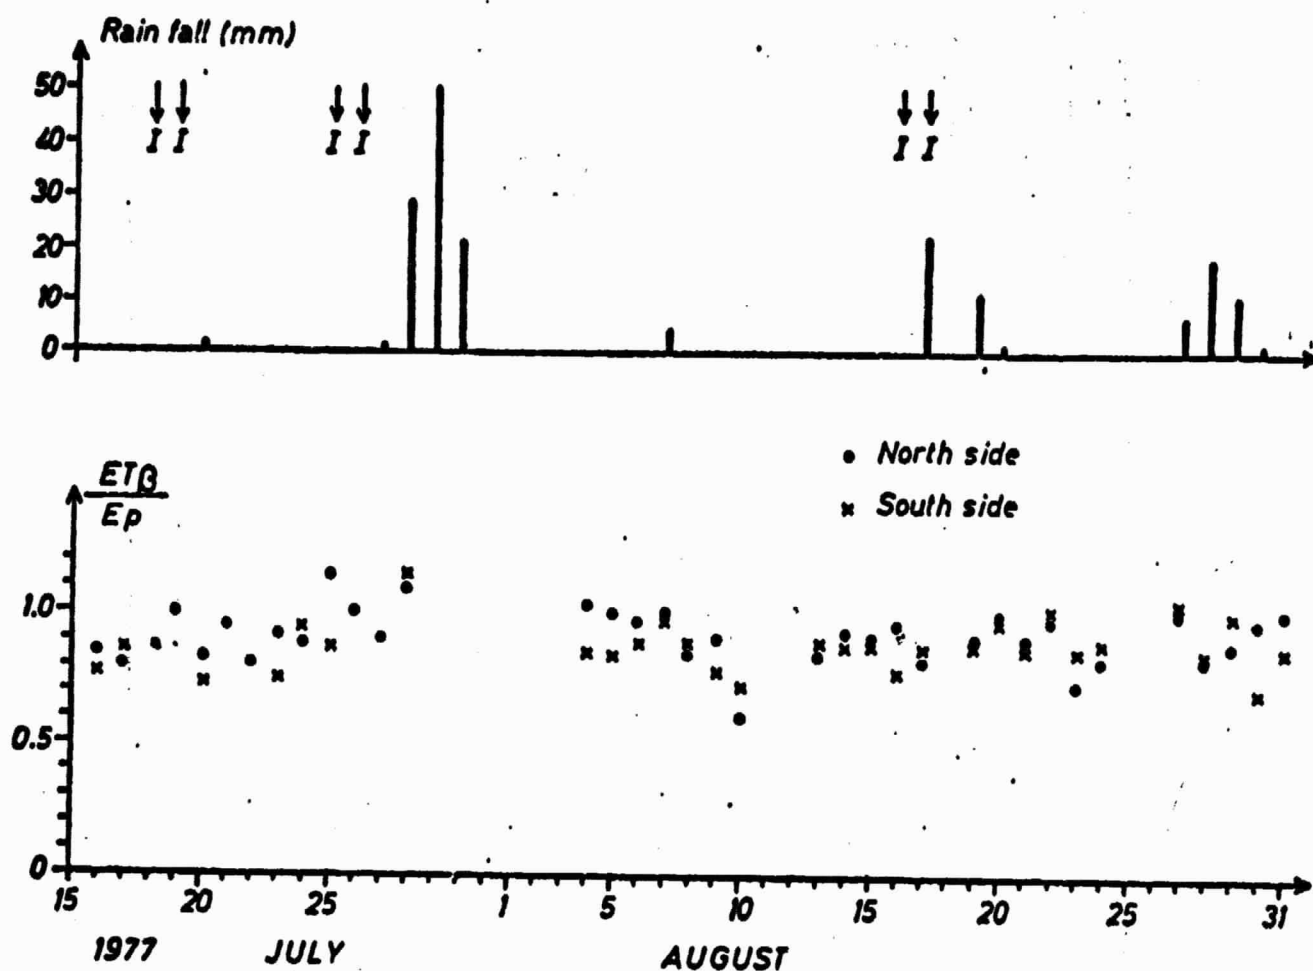 Rain fall (mm)
50
40
30
20
10
0
I I I I I I
ETβ
Ep
North side
South side
1.0
0.5
0
15 20 25 1 5 10 15 20 25 31
1977 JULY AUGUST